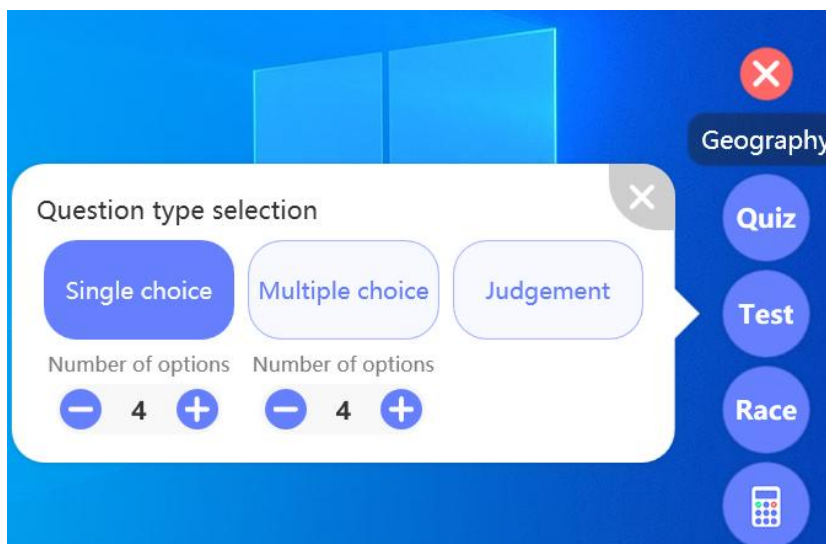 Geography
Question type selection
Quiz
Single choice
Multiple choice
Judgement
Test
Number of options
Number of options
4
4
Race